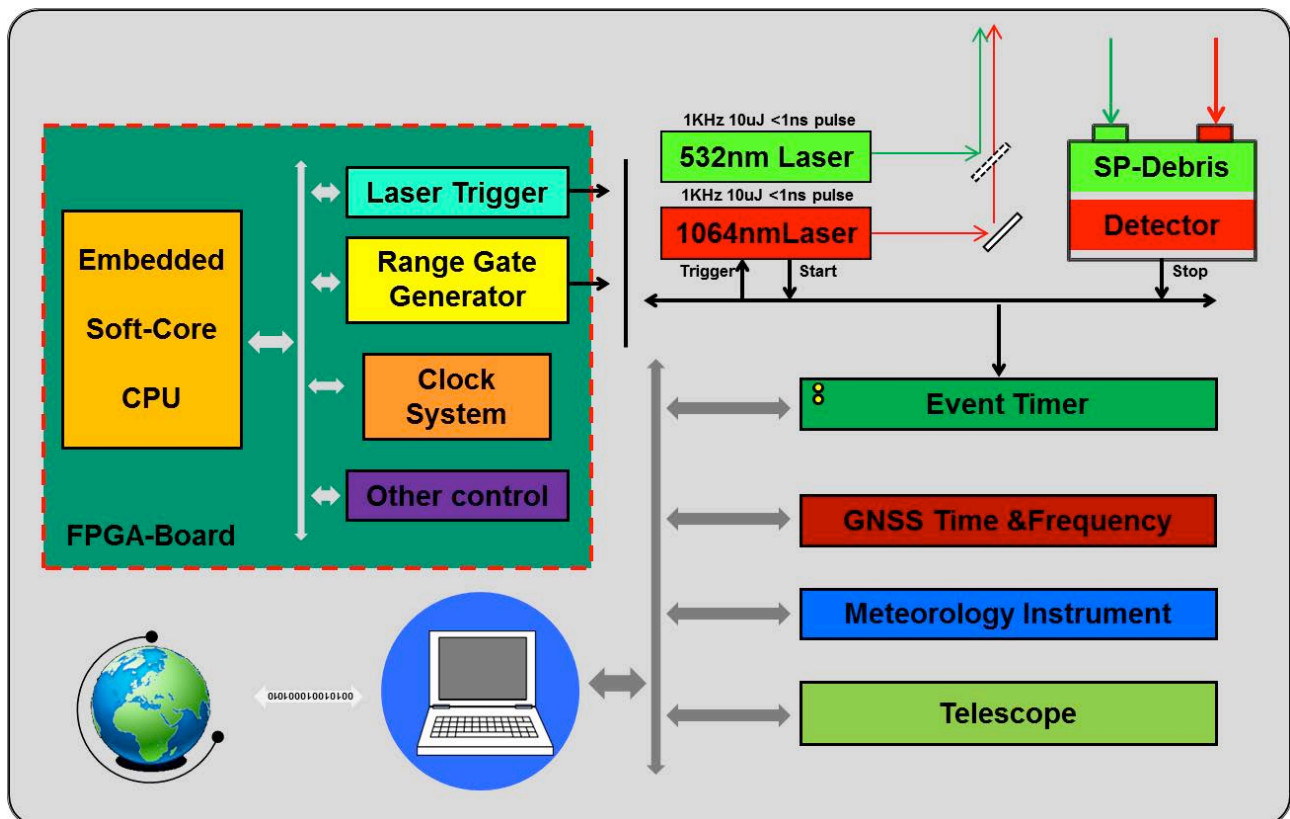 Embedded
Soft-Core
CPU
FPGA-Board
Laser Trigger
Range Gate
Generator
Clock
System
Other control
1KHz 10uJ <1ns pulse
532nm Laser
1KHz 10uJ <1ns pulse
1064nmLaser
Trigger
Start
SP-Debris
Detector
Stop
Event Timer
GNSS Time &Frequency
Meteorology Instrument
Telescope